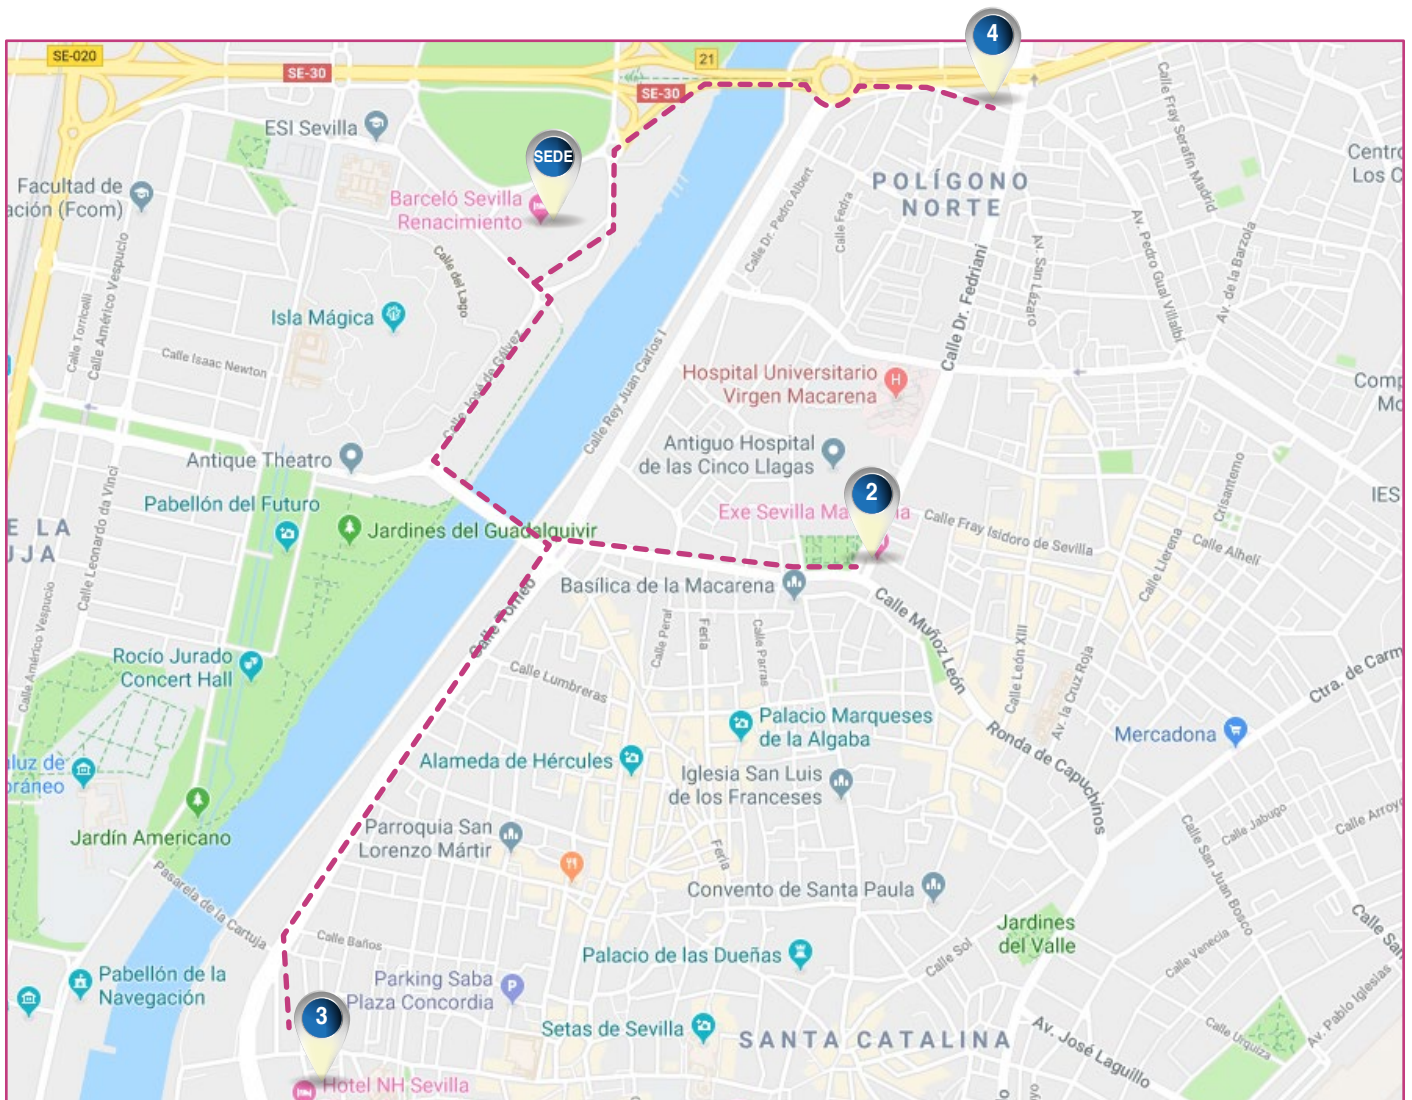 4
SE-020
SE-30
21
SE-30
ESI Sevilla
SEDE
Facultad de
ación (Fcom)
Barceló Sevilla
Renacimiento
POLÍGONO
NORTE
Calle Fray Serafín Madrid
Centro
Los C
Calle Dr. Pedro Albert
Calle Fedra
Av. San Lázaro
Av. Pedro Gual Villalbí
Av. de la Barzola
Calle Dr. Fedriani
Calle del Lago
Isla Mágica
Calle Torricelli
Calle Américo Vespucio
Calle Isaac Newton
Calle José de Gálvez
Calle Rey Juan Carlos I
Hospital Universitario
Virgen Macarena
Comp
Mo
Antiguo Hospital
de las Cinco Llagas
Antique Theatro
2
Exe Sevilla Ma
a
Pabellón del Futuro
Jardines del Guadalquivir
Calle Leonardo da Vinci
E LA
UJA
Calle Fray Isidoro de Sevilla
Crisantemo
IES
Calle Alheli
Calle Llerena
Basílica de la Macarena
Calle Muñoz León
Calle Torneo
Calle Peral
Feria
Calle Parras
Calle León XIII
Av. la Cruz Roja
Calle Américo Vespucio
Rocío Jurado
Concert Hall
Calle Lumbreras
Ctra. de Carm
Palacio Marqueses
de la Algaba
Ronda de Capuchinos
Mercadona
aluz de
oráneo
Alameda de Hércules
Iglesia San Luis
de los Franceses
Jardín Americano
Parroquia San
Lorenzo Mártir
Feria
Calle San Juan Bosco
Calle Jabugo
Calle Arroyo
Pasarela de la Cartuja
Convento de Santa Paula
Jardines
del Valle
Calle Baños
Calle Sol
Calle Venecia
Calle San
Palacio de las Dueñas
Pabellón de la
Navegación
Parking Saba
Plaza Concordia
3
Setas de Sevilla
SANTA CATALINA
Av. José Laguillo
Calle Urquiza
Av. Pablo Iglesias
Hotel NH Sevilla